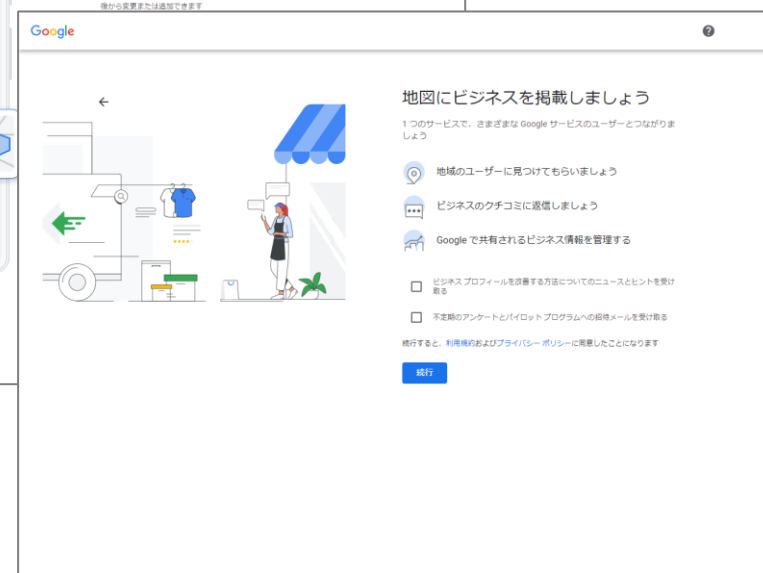 後から変更または追加できます
Google
地図にビジネスを掲載しましょう
1 つのサービスで、さまざまな Google サービスのユーザーとつながりま
しょう
地域のユーザーに見つけてもらいましょう
ビジネスのクチコミに返信しましょう
Google で共有されるビジネス情報を管理する
ビジネス プロフィールを改善する方法についてのニュースとヒントを受け
取る
不定期のアンケートとパイロット プログラムへの招待メールを受け取る
続行すると、利用規約およびプライバシー ポリシーに同意したことになります
続行